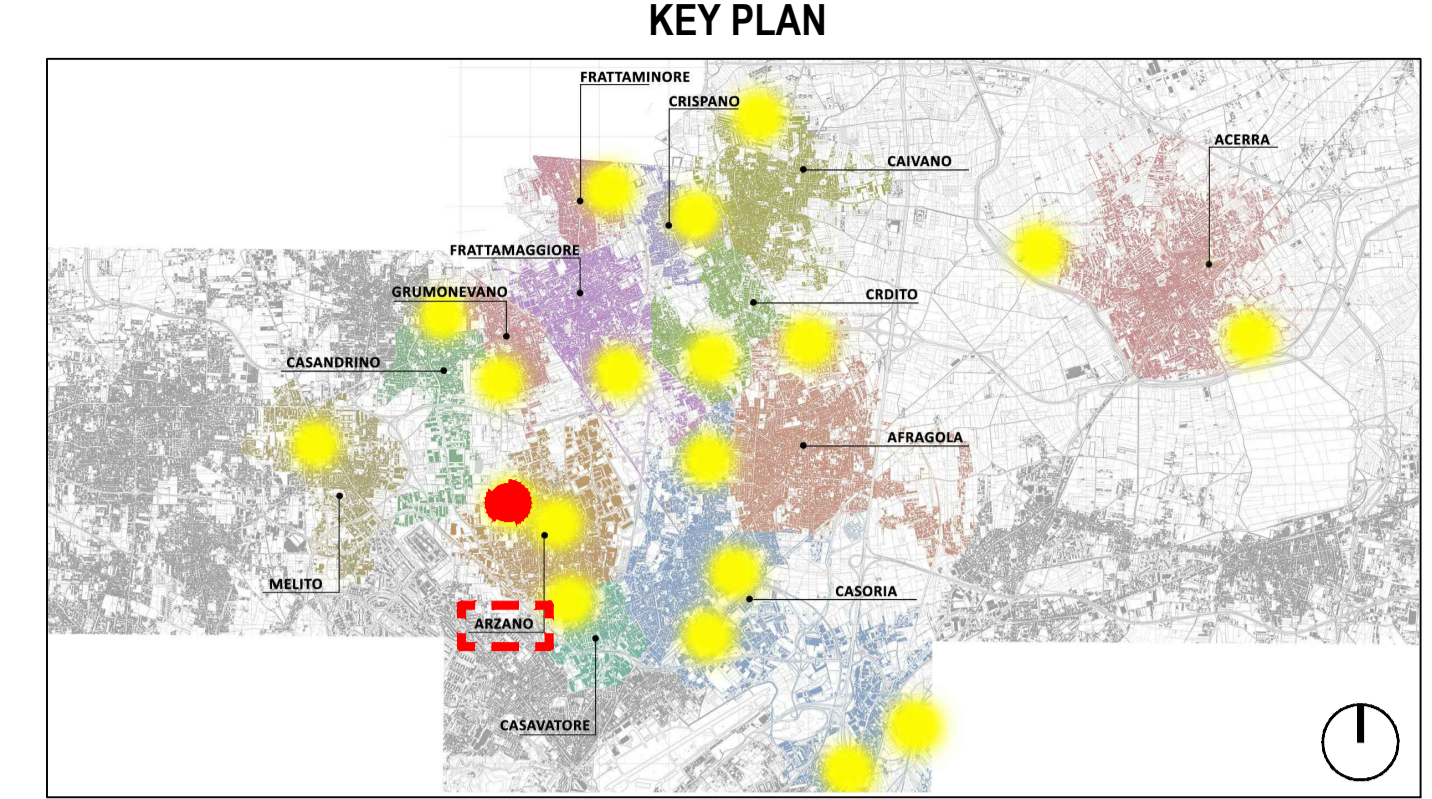 KEY PLAN
FRATTAMINORE
CRISPANO
ACERRA
CAIVANO
FRATTAMAGGIORE
GRUMONEVANO
CRDITO
CASANDRINO
AFRAGOLA
MELITO
CASORIA
ARZANO
CASAVATORE